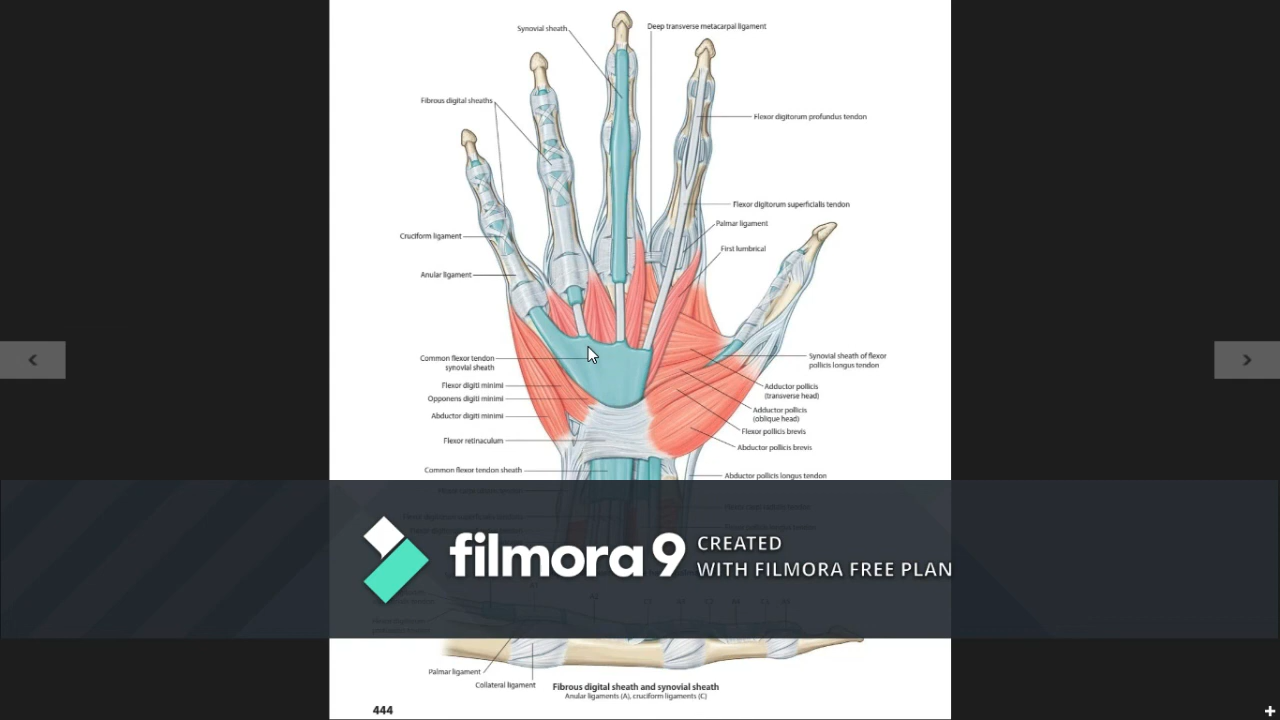 Synovial sheath
Deep transverse metacarpal ligament
Fibrous digital sheaths
Flexor digitorum profundus tendon
Flexor digitorum superficialis tendon
Palmar ligament
First lumbrical
Cruciform ligament
Anular ligament
Common flexor tendon
synovial sheath
Synovial sheath of flexor
pollicis longus tendon
Flexor digiti minimi
Adductor pollicis
(transverse head)
Opponens digiti minimi
Adductor pollicis
(oblique head)
Abductor digiti minimi
Flexor pollicis brevis
Flexor retinaculum
Abductor pollicis brevis
Common flexor tendon sheath
Abductor pollicis longus tendon
filmora9
CREATED
WITH FILMORA FREE PLAN
Palmar ligament
Collateral ligament
Fibrous digital sheath and synovial sheath
Anular ligaments (A), cruciform ligaments (C)
444